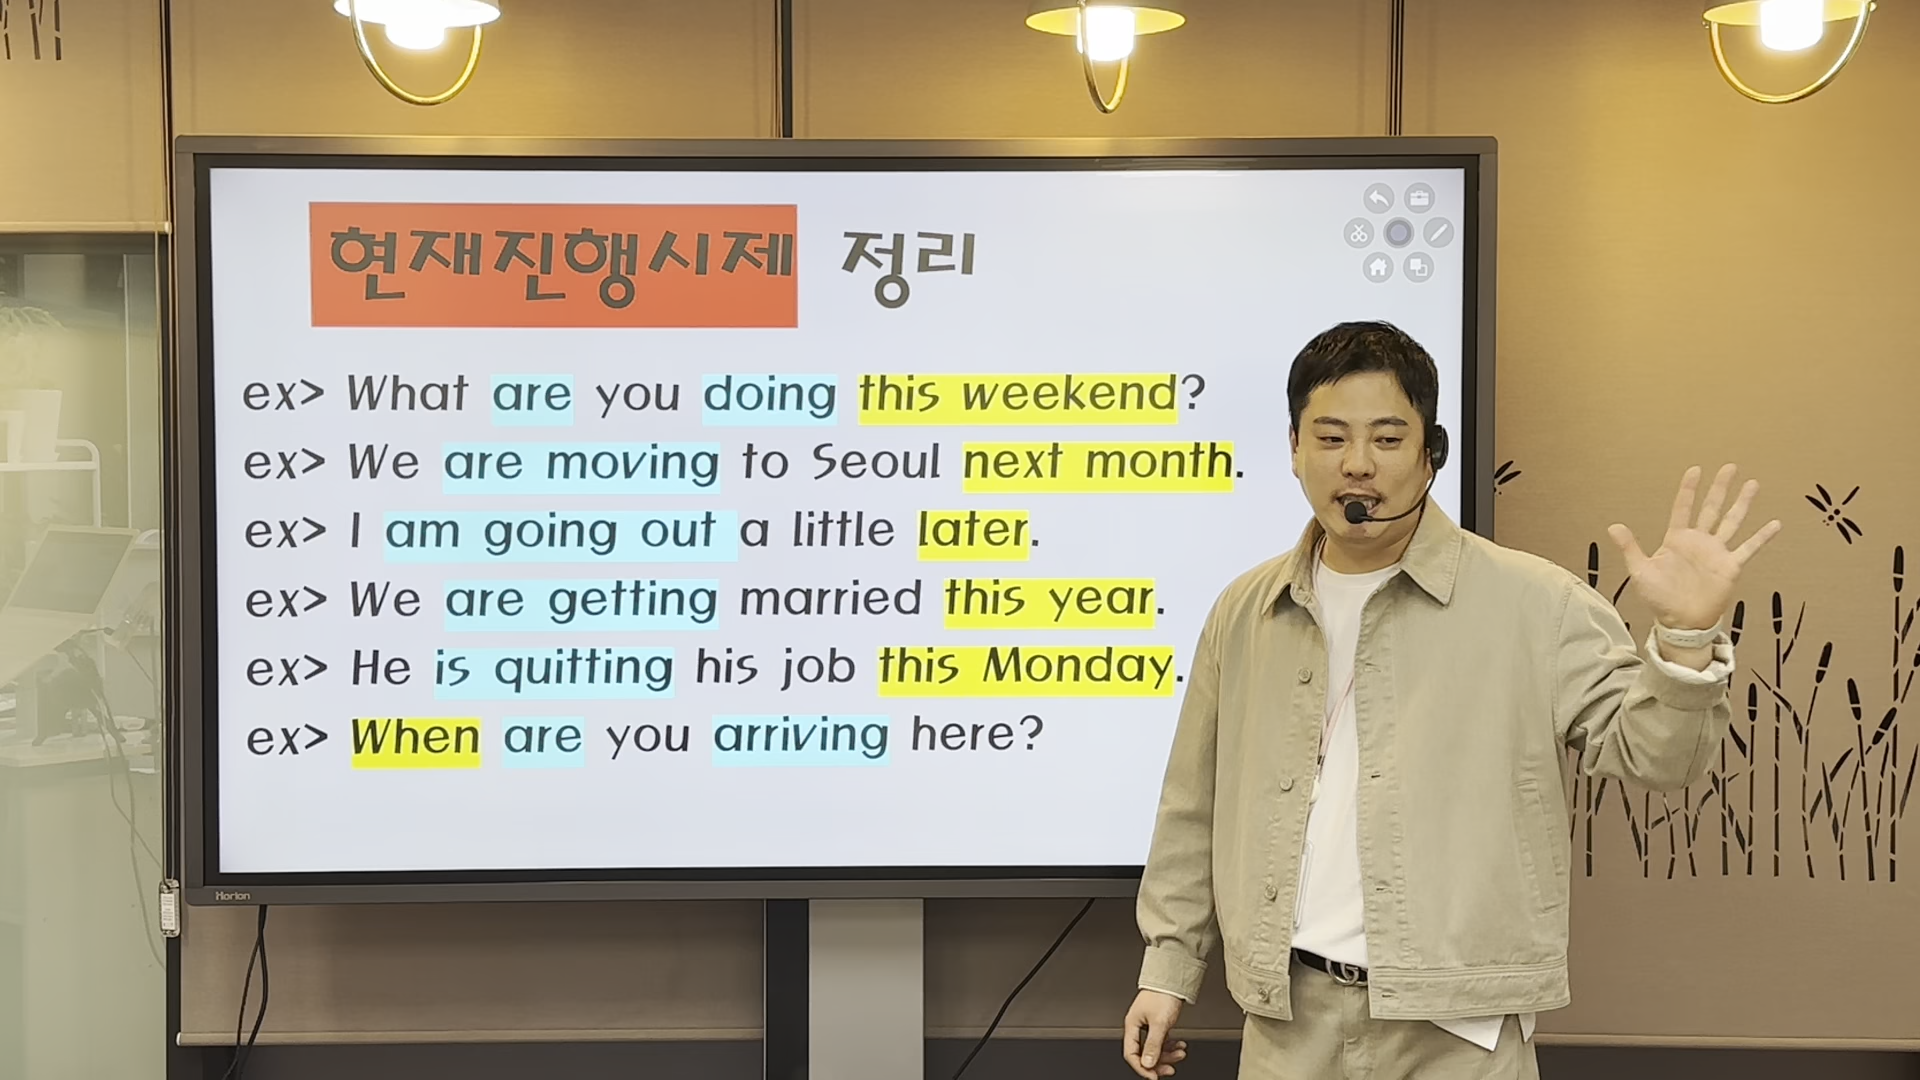 현재진행시제 정리
ex> What are you doing this weekend?
ex> We are moving to Seoul next month.
ex> I am going out a little later.
ex> We are getting married this year.
ex> He is quitting his job this Monday.
ex> When are you arriving here?
Horion